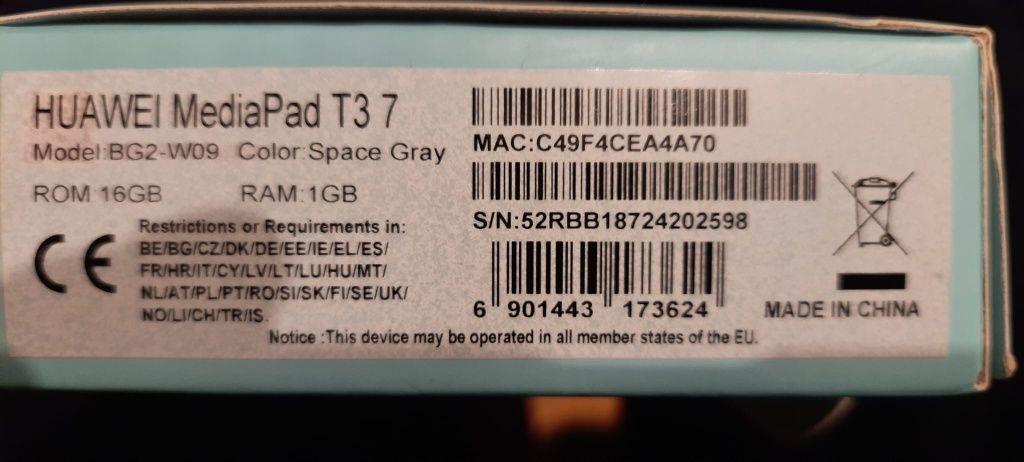 HUAWEI MediaPad T3 7
Model:BG2-W09 Color:Space Gray
ROM:16GB RAM:1GB
MAC:C49F4CEA4A70
S/N:52RBB18724202598
CE
Restrictions or Requirements in:
BE/BG/CZ/DK/DE/EE/IE/EL/ES/
FR/HR/IT/CY/LV/LT/LU/HU/MT/
NL/AT/PL/PT/RO/SI/SK/FI/SE/UK/
NO/LI/CH/TR/IS.
6 901443 173624
MADE IN CHINA
Notice :This device may be operated in all member states of the EU.